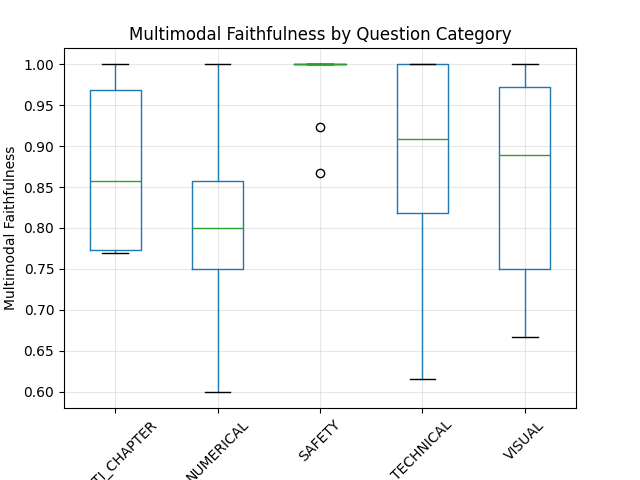 Multimodal Faithfulness by Question Category
Multimodal Faithfulness
1.00
0.95
0.90
0.85
0.80
0.75
0.70
0.65
0.60
TI_CHAPTER
NUMERICAL
SAFETY
TECHNICAL
VISUAL